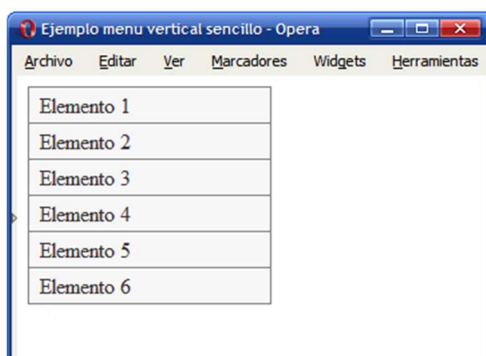 Ejemplo menu vertical sencillo - Opera
Archivo Editar Ver Marcadores Widgets Herramientas
Elemento 1
Elemento 2
Elemento 3
Elemento 4
Elemento 5
Elemento 6